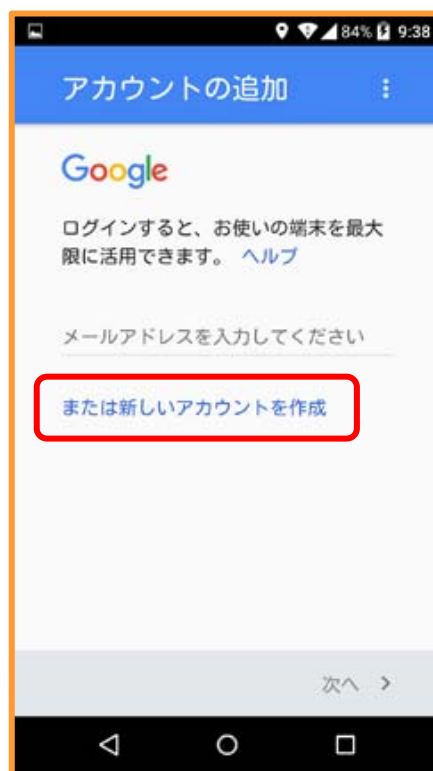 84% 9:38
アカウントの追加
Google
ログインすると、お使いの端末を最大
限に活用できます。 ヘルプ
メールアドレスを入力してください
または新しいアカウントを作成
次へ